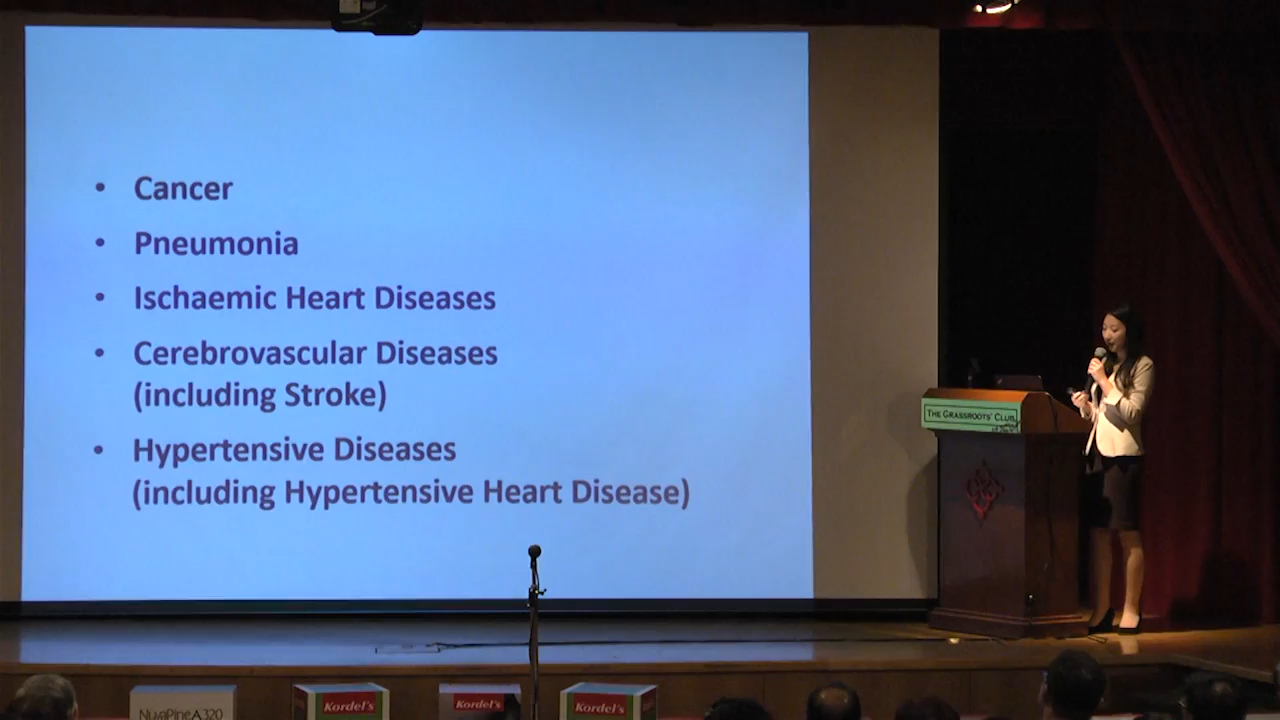 • Cancer
• Pneumonia
• Ischaemic Heart Diseases
• Cerebrovascular Diseases
(including Stroke)
• Hypertensive Diseases
(including Hypertensive Heart Disease)
THE GRASSROOTS' CLUB
NuvaPineA320
Kordel's
Kordel's
Kordel's